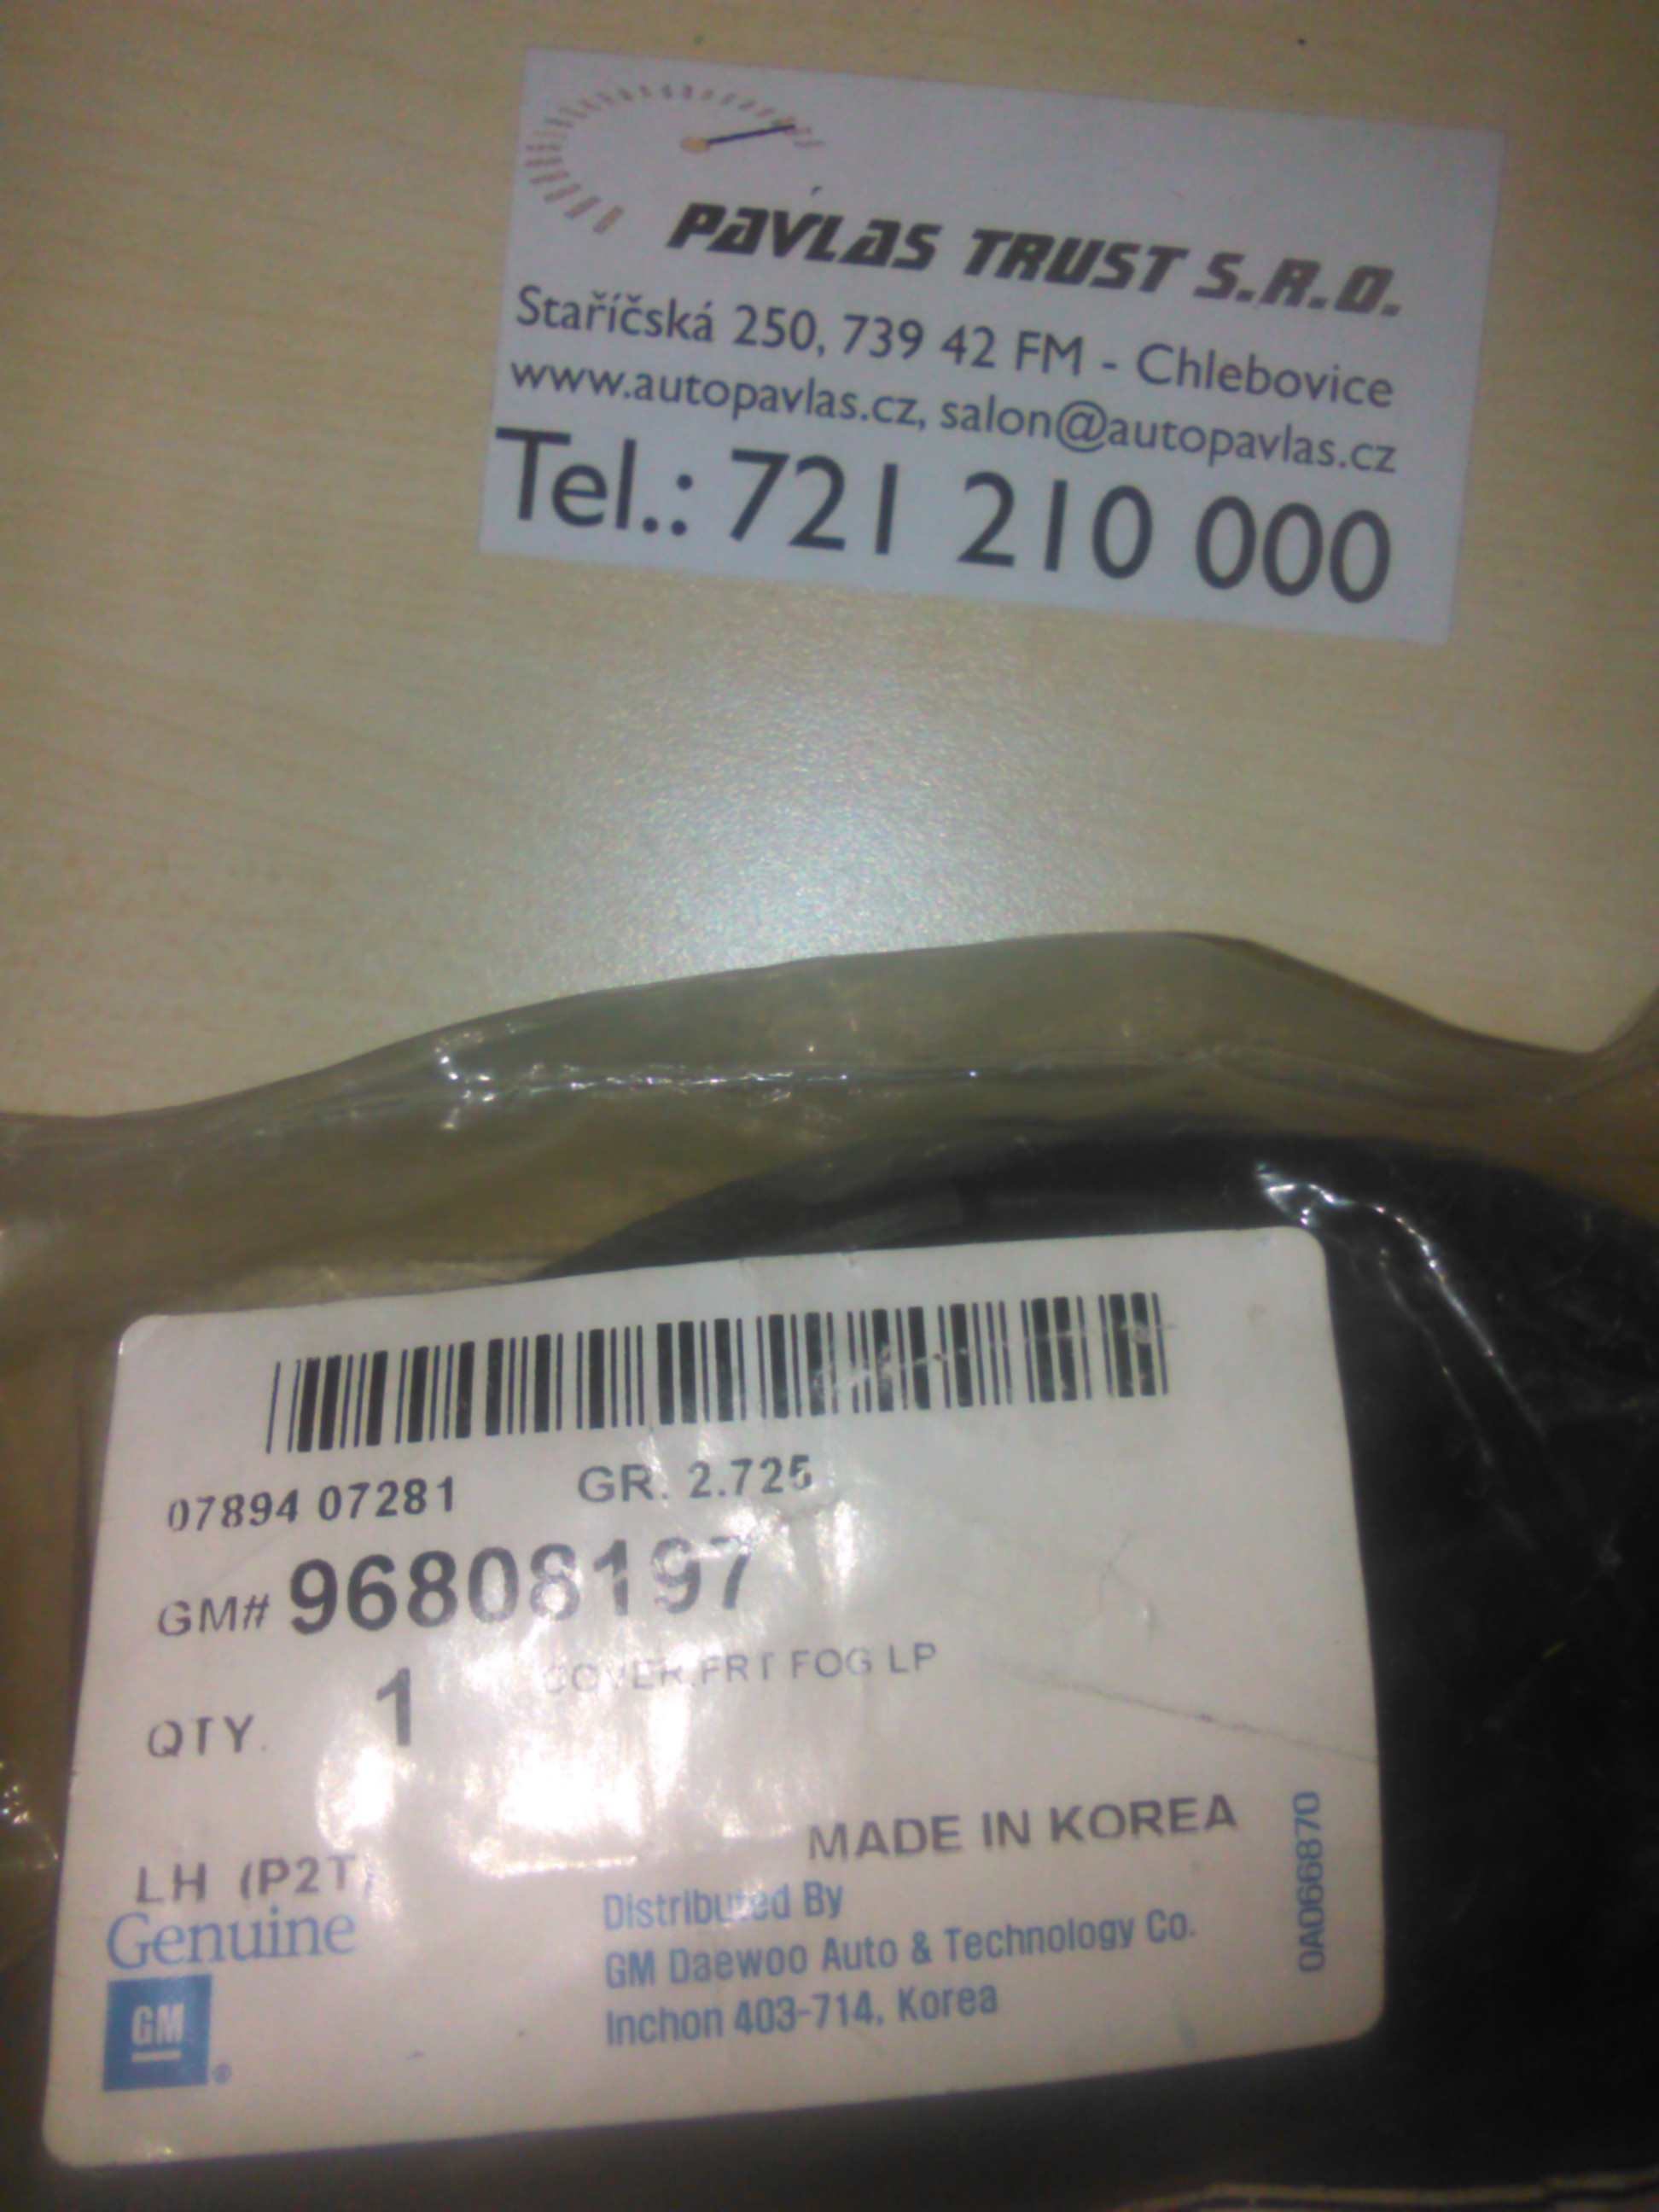 PAVLAS TRUST S.R.O.
Staříčská 250, 739 42 FM - Chlebovice
www.autopavlas.cz, salon@autopavlas.cz
Tel.: 721 210 000
07894 07281 GR. 2.725
GM# 96808197
COVER,FRT FOG LP
QTY. 1
MADE IN KOREA
LH (P2T)
Genuine
GM
Distributed By
GM Daewoo Auto & Technology Co.
Inchon 403-714, Korea
0A066870